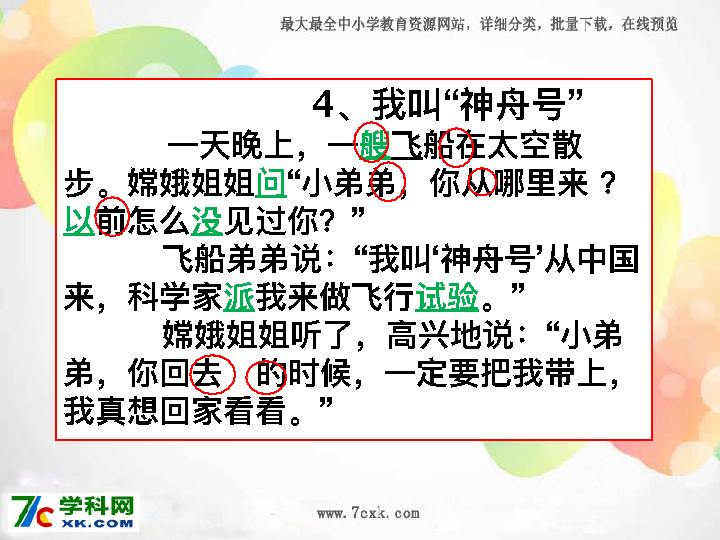 最大最全中小学教育资源网站，详细分类，批量下载，在线预览
4、我叫“神舟号”
一天晚上，一艘飞船在太空散
步。嫦娥姐姐问“小弟弟，你从哪里来 ？
以前怎么没见过你？”
飞船弟弟说：“我叫‘神舟号’从中国
来，科学家派我来做飞行试验。”
嫦娥姐姐听了，高兴地说：“小弟
弟，你回去 的时候，一定要把我带上，
我真想回家看看。”
7C 学科网
XK.COM
www.7cxk.com